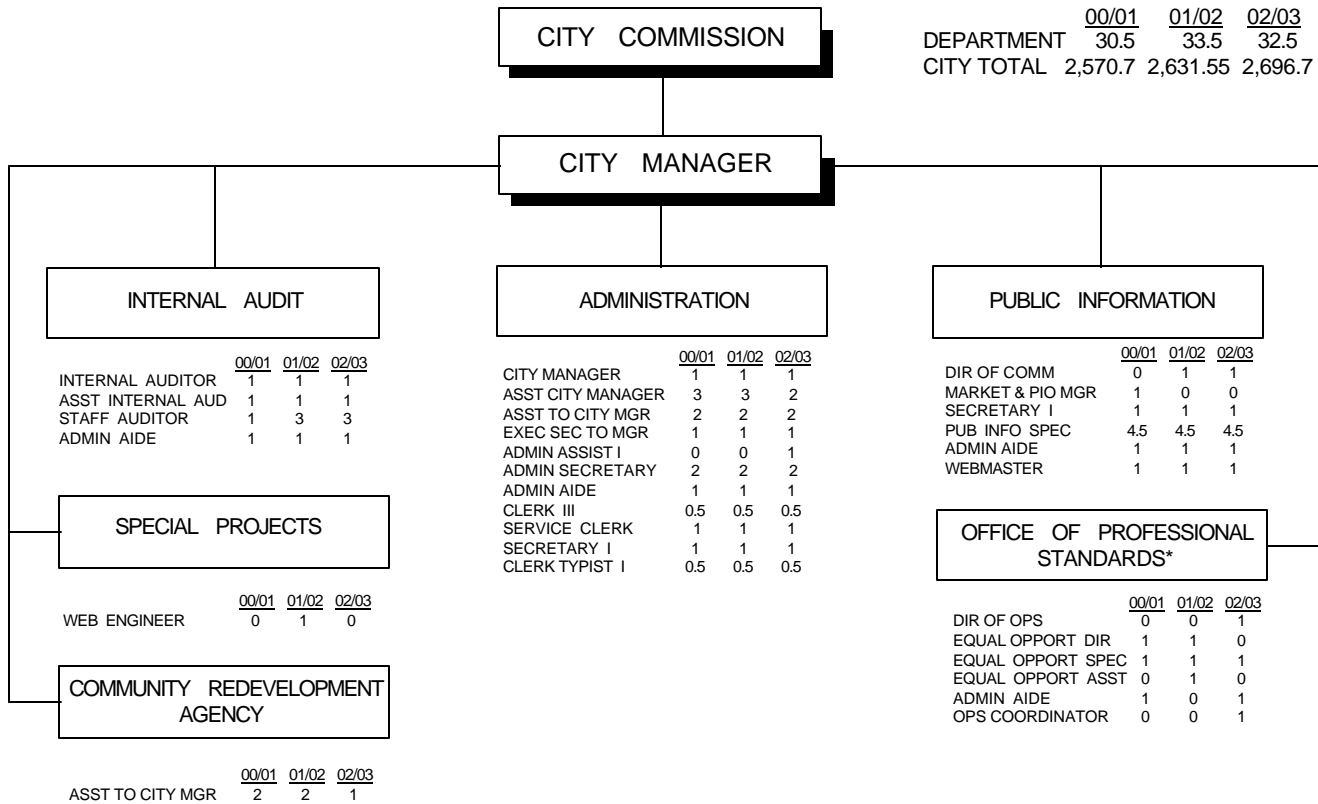 CITY COMMISSION
00/01 01/02 02/03
DEPARTMENT 30.5 33.5 32.5
CITY TOTAL 2,570.7 2,631.55 2,696.7
CITY MANAGER
INTERNAL AUDIT
00/01 01/02 02/03
INTERNAL AUDITOR 1 1 1
ASST INTERNAL AUD 1 1 1
STAFF AUDITOR 1 3 3
ADMIN AIDE 1 1 1
SPECIAL PROJECTS
00/01 01/02 02/03
WEB ENGINEER 0 1 0
COMMUNITY REDEVELOPMENT
AGENCY
00/01 01/02 02/03
ASST TO CITY MGR 2 2 1
ADMINISTRATION
00/01 01/02 02/03
CITY MANAGER 1 1 1
ASST CITY MANAGER 3 3 2
ASST TO CITY MGR 2 2 2
EXEC SEC TO MGR 1 1 1
ADMIN ASSIST I 0 0 1
ADMIN SECRETARY 2 2 2
ADMIN AIDE 1 1 1
CLERK III 0.5 0.5 0.5
SERVICE CLERK 1 1 1
SECRETARY I 1 1 1
CLERK TYPIST I 0.5 0.5 0.5
PUBLIC INFORMATION
00/01 01/02 02/03
DIR OF COMM 0 1 1
MARKET & PIO MGR 1 0 0
SECRETARY I 1 1 1
PUB INFO SPEC 4.5 4.5 4.5
ADMIN AIDE 1 1 1
WEBMASTER 1 1 1
OFFICE OF PROFESSIONAL
STANDARDS*
00/01 01/02 02/03
DIR OF OPS 0 0 1
EQUAL OPPORT DIR 1 1 0
EQUAL OPPORT SPEC 1 1 1
EQUAL OPPORT ASST 0 1 0
ADMIN AIDE 1 0 1
OPS COORDINATOR 0 0 1